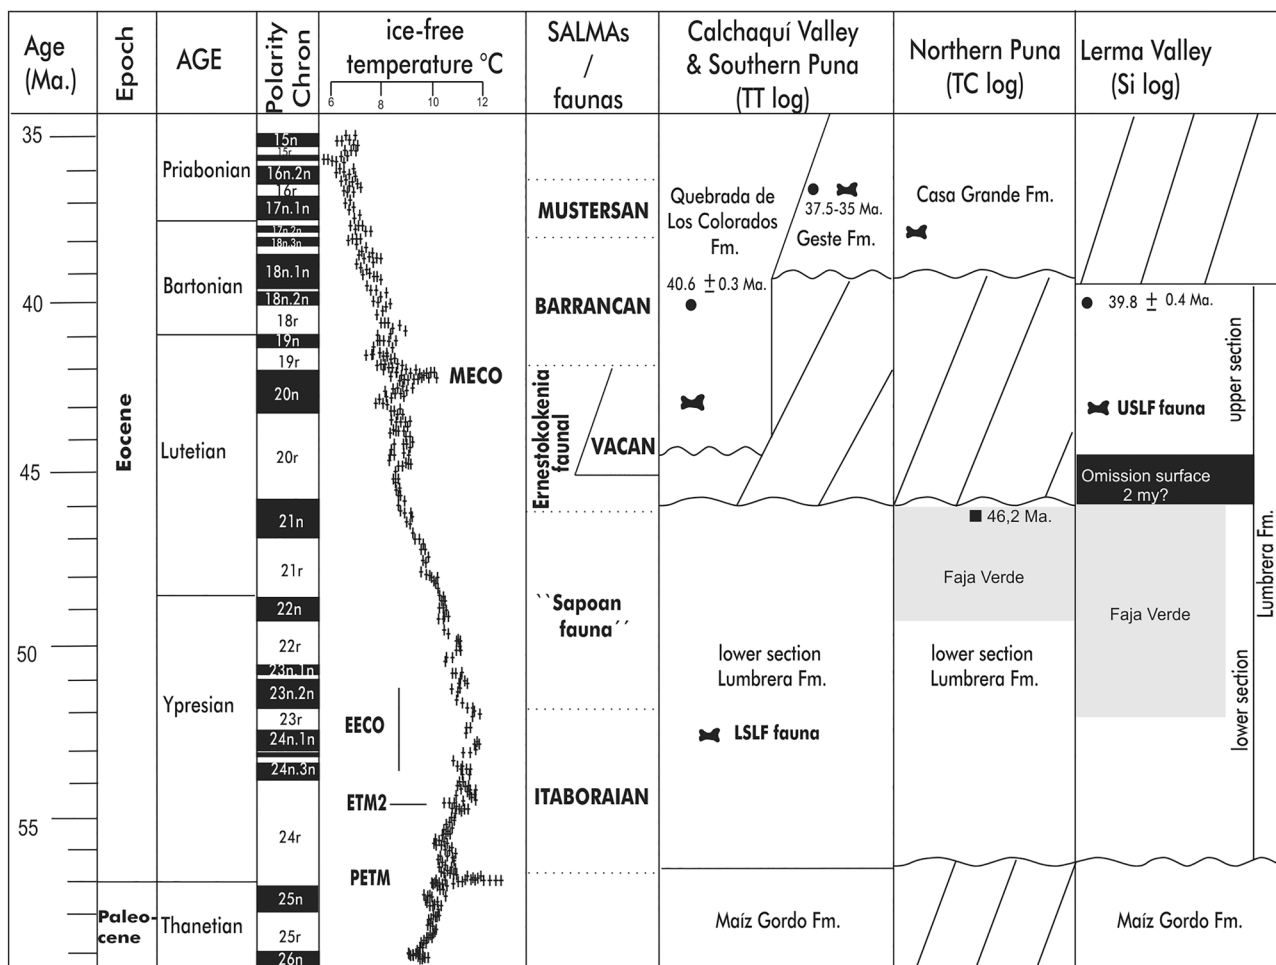 Age
(Ma.)
Epoch
AGE
Polarity
Chron
ice-free
temperature °C
6 8 10 12
SALMAs
/
faunas
Calchaquí Valley
& Southern Puna
(TT log)
Northern Puna
(TC log)
Lerma Valley
(Si log)
35
40
45
50
55
Eocene
Paleo-
cene
Priabonian
Bartonian
Lutetian
Ypresian
Thanetian
15n
15r
16n.2n
16r
17n.1n
17n.2n
18n.3n
18n.1n
18n.2n
18r
19n
19r
20n
20r
21n
21r
22n
22r
23n.1n
23n.2n
23r
24n.1n
24n.3n
24r
25n
25r
26n
MECO
EECO
ETM2
PETM
MUSTERSAN
BARRANCAN
Ernestokokenia
faunal
VACAN
``Sapoan
fauna´´
ITABORAIAN
Quebrada de
Los Colorados
Fm.
40.6 ± 0.3 Ma.
37.5-35 Ma.
Geste Fm.
lower section
Lumbrera Fm.
LSLF fauna
Maíz Gordo Fm.
Casa Grande Fm.
46,2 Ma.
Faja Verde
lower section
Lumbrera Fm.
39.8 ± 0.4 Ma.
USLF fauna
upper section
Omission surface
2 my?
Faja Verde
lower section
Lumbrera Fm.
Maíz Gordo Fm.